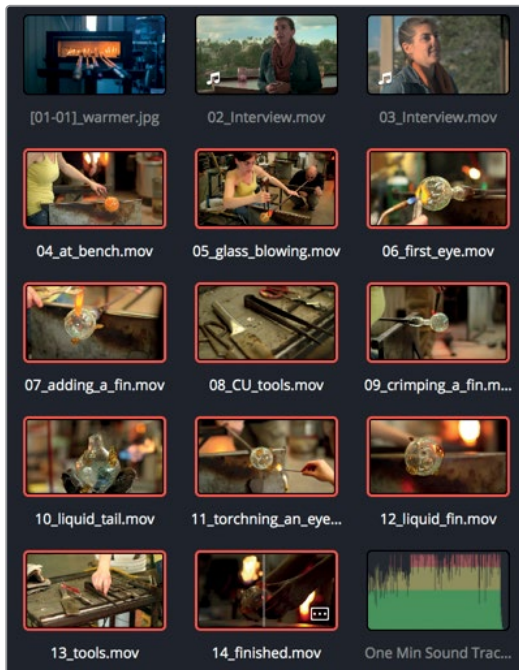 [01-01]_warmer.jpg
02_Interview.mov
03_Interview.mov
04_at_bench.mov
05_glass_blowing.mov
06_first_eye.mov
07_adding_a_fin.mov
08_CU_tools.mov
09_crimping_a_fin.m...
10_liquid_tail.mov
11_torchning_an_eye...
12_liquid_fin.mov
13_tools.mov
14_finished.mov
One Min Sound Trac...